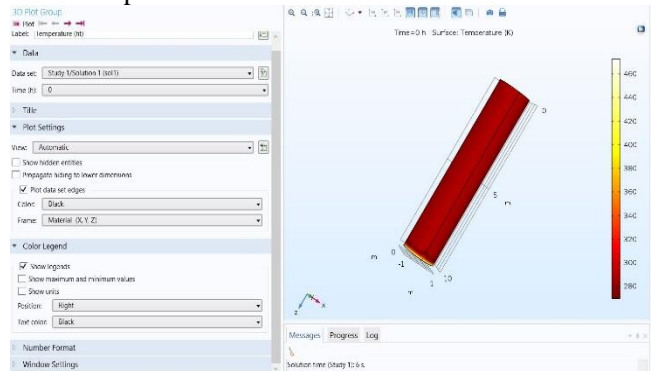 3D Plot Group
Plot
Label: Temperature (ht)
Data
Data set: Study 1/Solution 1 (sol1)
Time (h): 0
Title
Plot Settings
View: Automatic
Show hidden entities
Propagate hiding to lower dimensions
Plot data set edges
Color: Black
Frame: Material (X, Y, Z)
Color Legend
Show legends
Show maximum and minimum values
Show units
Position: Right
Text color: Black
Number Format
Window Settings
Time=0 h Surface: Temperature (K)
460
440
420
400
380
360
340
320
300
280
0
5
m
m
0
-1
1
10
z
x
Messages Progress Log
Solution time (Study 1): 6 s.